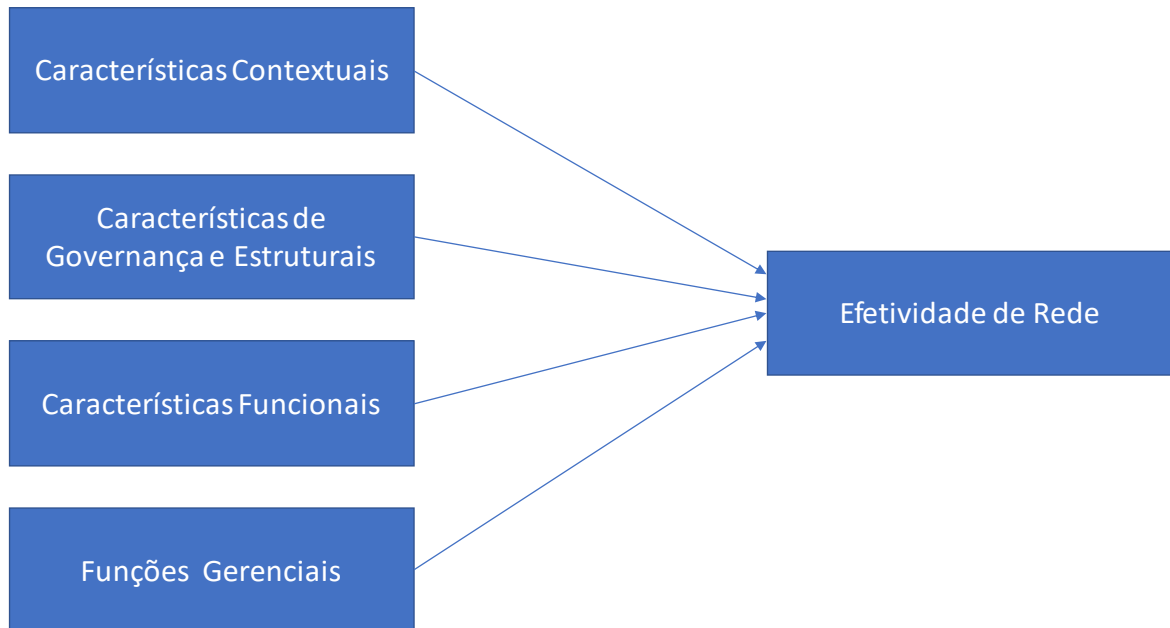 Características Contextuais
Características de
Governança e Estruturais
Características Funcionais
Funções Gerenciais
Efetividade de Rede